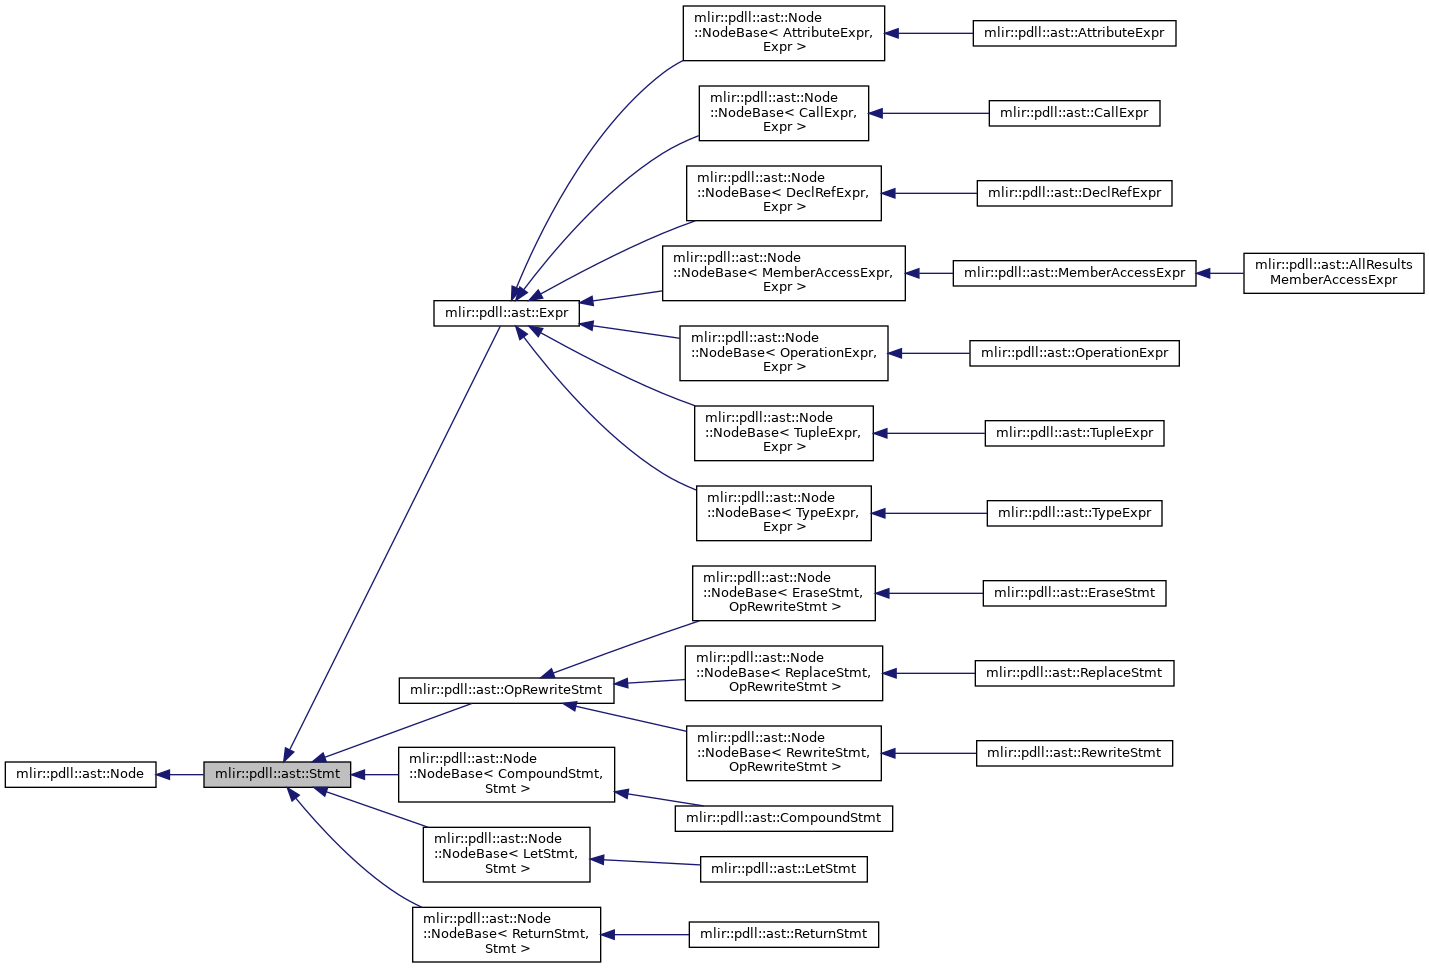 mlir::pdll::ast::Node
::NodeBase< AttributeExpr,
Expr >
mlir::pdll::ast::AttributeExpr
mlir::pdll::ast::Node
::NodeBase< CallExpr,
Expr >
mlir::pdll::ast::CallExpr
mlir::pdll::ast::Node
::NodeBase< DeclRefExpr,
Expr >
mlir::pdll::ast::DeclRefExpr
mlir::pdll::ast::Node
::NodeBase< MemberAccessExpr,
Expr >
mlir::pdll::ast::MemberAccessExpr
mlir::pdll::ast::AllResults
MemberAccessExpr
mlir::pdll::ast::Expr
mlir::pdll::ast::Node
::NodeBase< OperationExpr,
Expr >
mlir::pdll::ast::OperationExpr
mlir::pdll::ast::Node
::NodeBase< TupleExpr,
Expr >
mlir::pdll::ast::TupleExpr
mlir::pdll::ast::Node
::NodeBase< TypeExpr,
Expr >
mlir::pdll::ast::TypeExpr
mlir::pdll::ast::Node
::NodeBase< EraseStmt,
OpRewriteStmt >
mlir::pdll::ast::EraseStmt
mlir::pdll::ast::OpRewriteStmt
mlir::pdll::ast::Node
::NodeBase< ReplaceStmt,
OpRewriteStmt >
mlir::pdll::ast::ReplaceStmt
mlir::pdll::ast::Node
::NodeBase< RewriteStmt,
OpRewriteStmt >
mlir::pdll::ast::RewriteStmt
mlir::pdll::ast::Node
mlir::pdll::ast::Stmt
mlir::pdll::ast::Node
::NodeBase< CompoundStmt,
Stmt >
mlir::pdll::ast::CompoundStmt
mlir::pdll::ast::Node
::NodeBase< LetStmt,
Stmt >
mlir::pdll::ast::LetStmt
mlir::pdll::ast::Node
::NodeBase< ReturnStmt,
Stmt >
mlir::pdll::ast::ReturnStmt